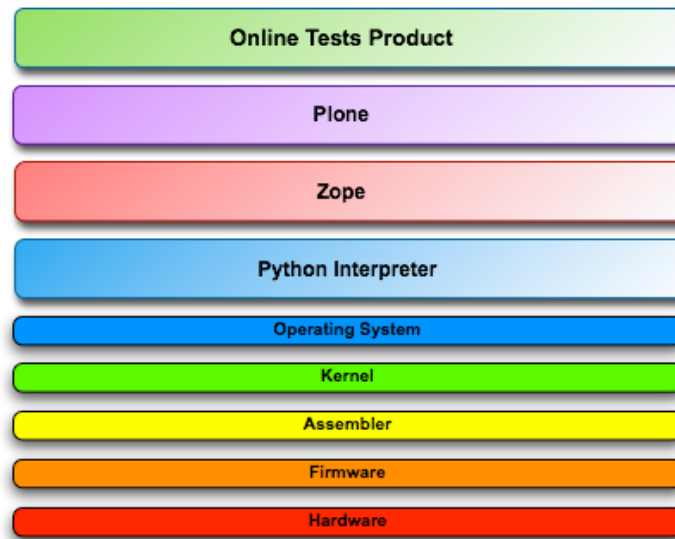 Online Tests Product
Plone
Zope
Python Interpreter
Operating System
Kernel
Assembler
Firmware
Hardware